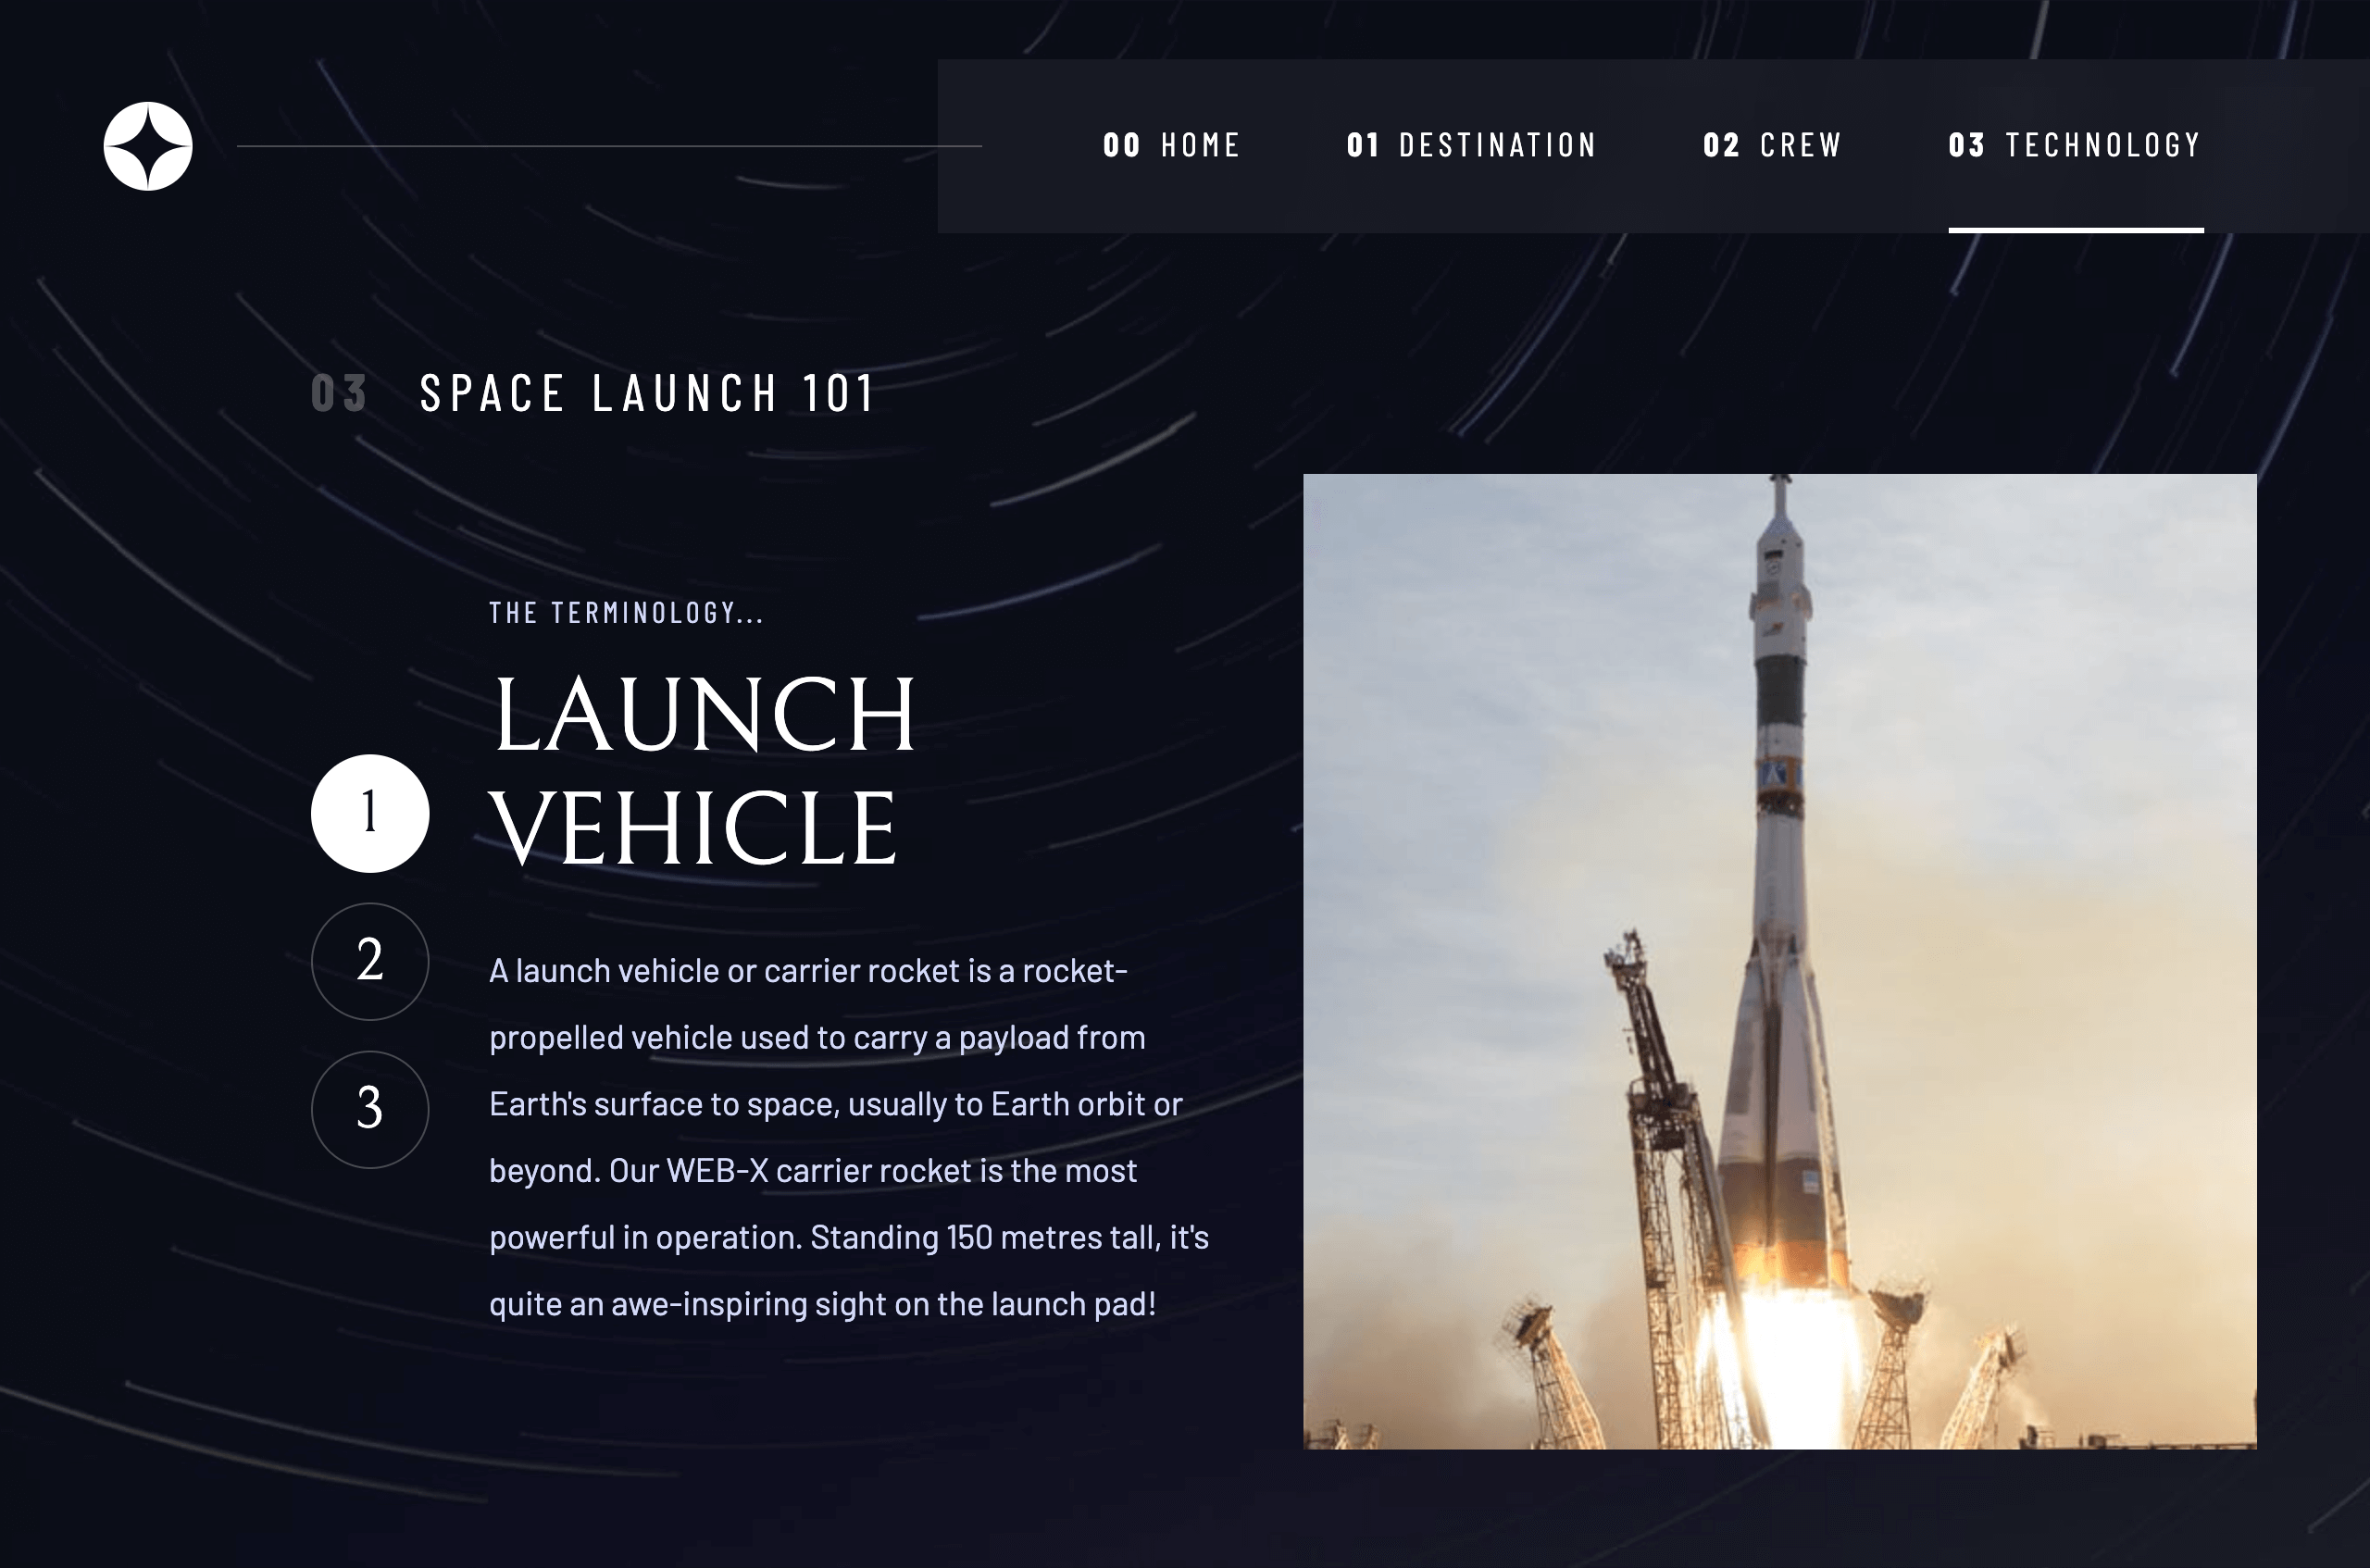 00 HOME 01 DESTINATION 02 CREW 03 TECHNOLOGY
03 SPACE LAUNCH 101
THE TERMINOLOGY...
LAUNCH
VEHICLE
1
2
3
A launch vehicle or carrier rocket is a rocket-
propelled vehicle used to carry a payload from
Earth's surface to space, usually to Earth orbit or
beyond. Our WEB-X carrier rocket is the most
powerful in operation. Standing 150 metres tall, it's
quite an awe-inspiring sight on the launch pad!